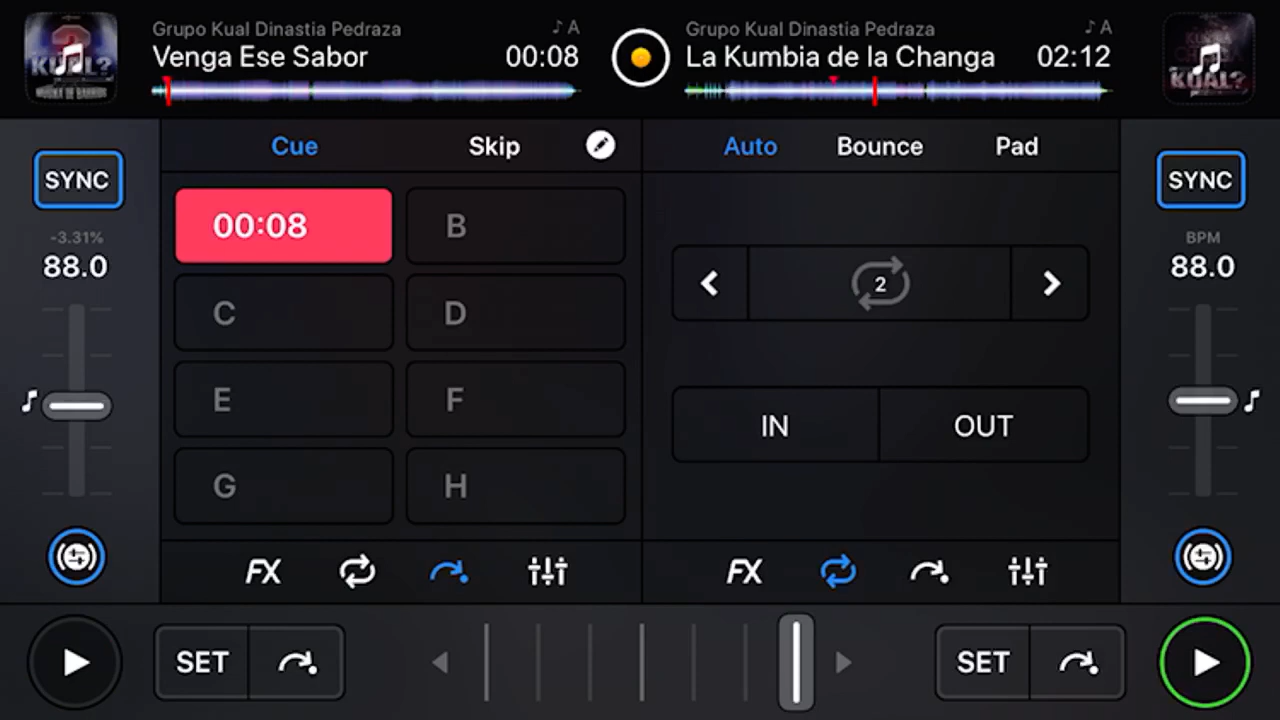 Grupo Kual Dinastia Pedraza
A
Venga Ese Sabor
00:08
Grupo Kual Dinastia Pedraza
A
La Kumbia de la Changa
02:12
KUAL?
KUAL?
Cue
Skip
Auto
Bounce
Pad
SYNC
-3.31%
88.0
00:08
B
C
D
E
F
G
H
2
IN
OUT
SYNC
BPM
88.0
FX
FX
SET
SET